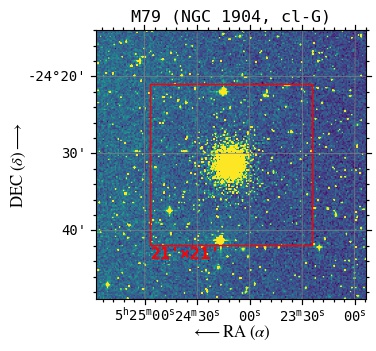 M79 (NGC 1904, cl-G)
-24°20'
30'
40'
DEC (δ) ⟶
21'×21'
5ʰ25ᵐ00ˢ 24ᵐ30ˢ 00ˢ 23ᵐ30ˢ 00ˢ
⟵ RA (α)